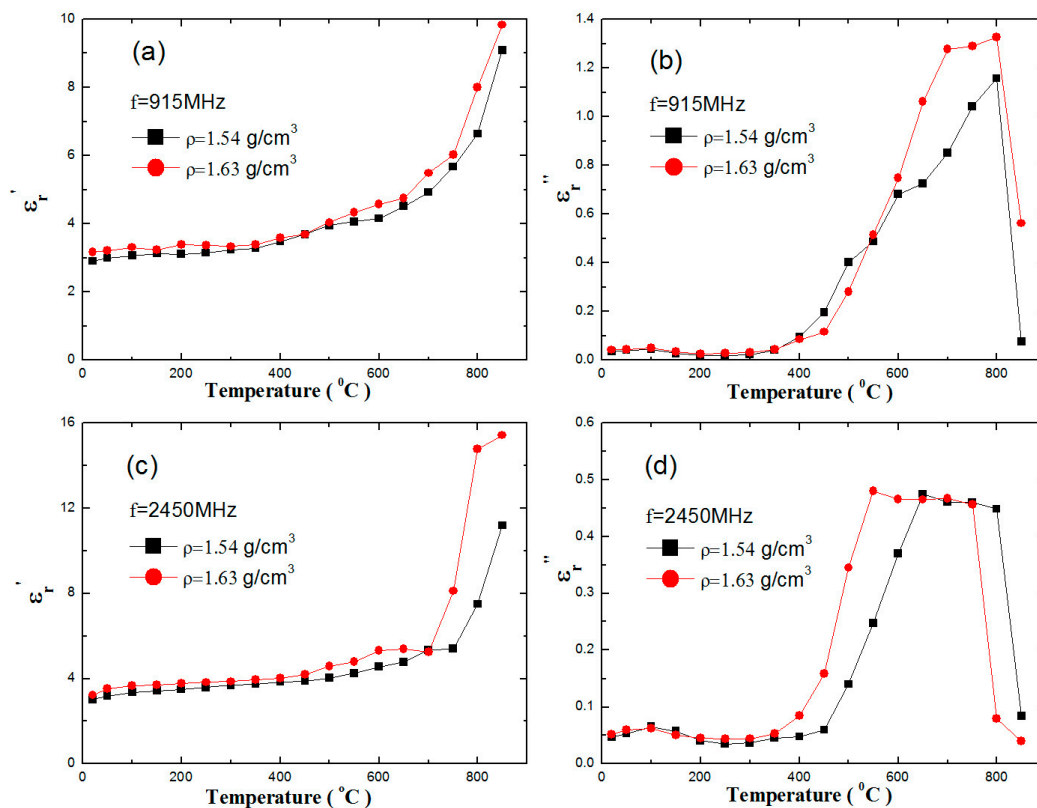 (a)
f=915MHz
ρ=1.54 g/cm³
ρ=1.63 g/cm³
εr'
10
8
6
4
2
0
0 200 400 600 800
Temperature ( ⁰C )
(b)
f=915MHz
ρ=1.54 g/cm³
ρ=1.63 g/cm³
εr"
1.4
1.2
1.0
0.8
0.6
0.4
0.2
0.0
0 200 400 600 800
Temperature ( ⁰C )
(c)
f=2450MHz
ρ=1.54 g/cm³
ρ=1.63 g/cm³
εr'
16
12
8
4
0
0 200 400 600 800
Temperature ( °C )
(d)
f=2450MHz
ρ=1.54 g/cm³
ρ=1.63 g/cm³
εr"
0.6
0.5
0.4
0.3
0.2
0.1
0.0
0 200 400 600 800
Temperature ( ⁰C )